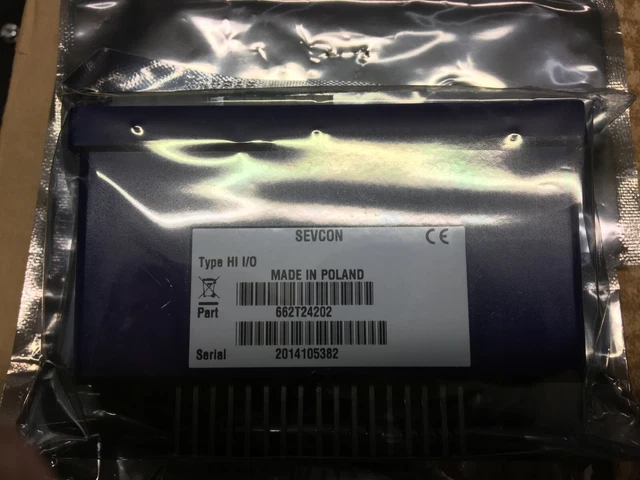 SEVCON
CE
Type HI I/O
MADE IN POLAND
Part 662T24202
Serial 2014105382